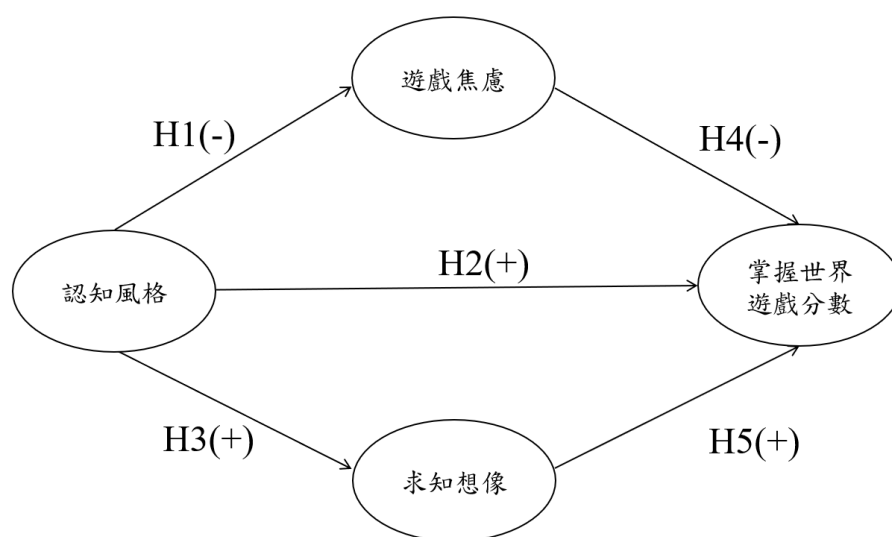 遊戲焦慮
H1(-)
H4(-)
認知風格
H2(+)
掌握世界
遊戲分數
H3(+)
H5(+)
求知想像